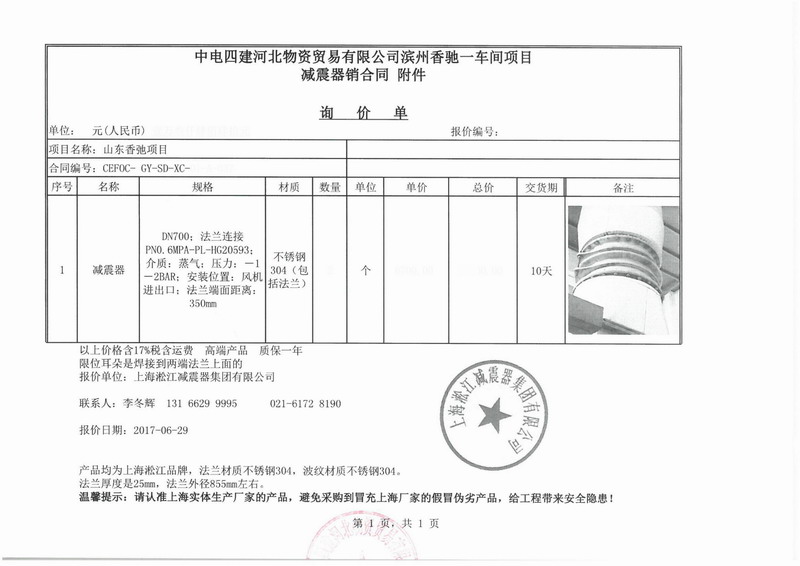 中电四建河北物资贸易有限公司滨州香驰一车间项目
减震器销合同 附件
询 价 单
单位： 元(人民币)
报价编号：
项目名称：山东香弛项目
合同编号：CEFOC- GY-SD-XC-
序号 名称 规格 材质 数量 单位 单价 总价 交货期 备注
1 减震器
DN700；法兰连接
PN0.6MPA-PL-HG20593；
介质：蒸气；压力：-1
-2BAR；安装位置：风机
进出口；法兰端面距离：
350mm
不锈钢
304（包
括法兰）
个
10天
以上价格含17%税含运费 高端产品 质保一年
限位耳朵是焊接到两端法兰上面的
报价单位：上海淞江减震器集团有限公司
联系人：李冬辉 131 6629 9995 021-6172 8190
报价日期：2017-06-29
上海淞江减震器集团有限公司
产品均为上海淞江品牌，法兰材质不锈钢304，波纹材质不锈钢304。
法兰厚度是25mm，法兰外径855mm左右。
温馨提示：请认准上海实体生产厂家的产品，避免采购到冒充上海厂家的假冒伪劣产品，给工程带来安全隐患！
第 1 页，共 1 页